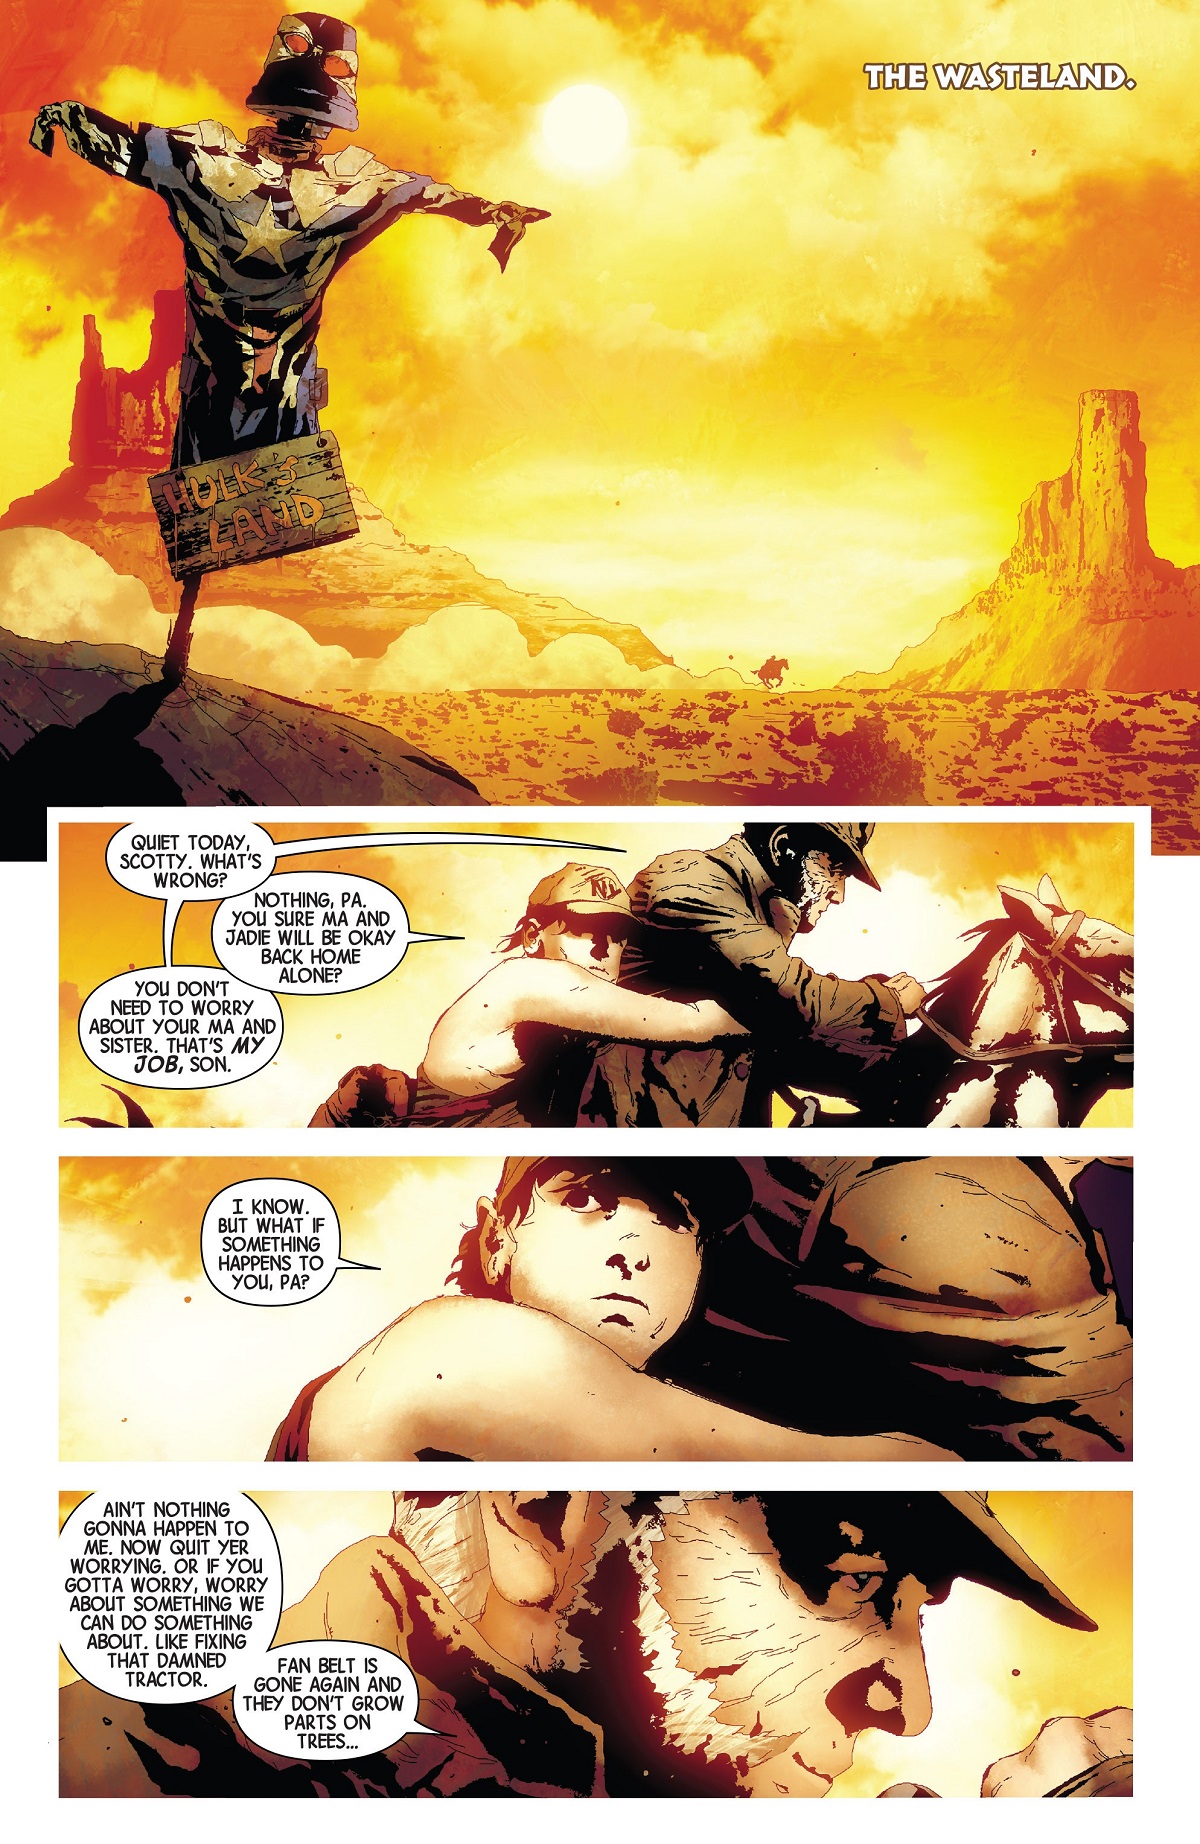 THE WASTELAND.
HULK'S
LAND
QUIET TODAY,
SCOTTY. WHAT'S
WRONG?
NOTHING, PA.
YOU SURE MA AND
JADIE WILL BE OKAY
BACK HOME
ALONE?
YOU DON'T
NEED TO WORRY
ABOUT YOUR MA AND
SISTER. THAT'S MY
JOB, SON.
I KNOW.
BUT WHAT IF
SOMETHING
HAPPENS TO
YOU, PA?
AIN'T NOTHING
GONNA HAPPEN TO
ME. NOW QUIT YER
WORRYING. OR IF YOU
GOTTA WORRY, WORRY
ABOUT SOMETHING WE
CAN DO SOMETHING
ABOUT. LIKE FIXING
THAT DAMNED
TRACTOR.
FAN BELT IS
GONE AGAIN AND
THEY DON'T GROW
PARTS ON
TREES...